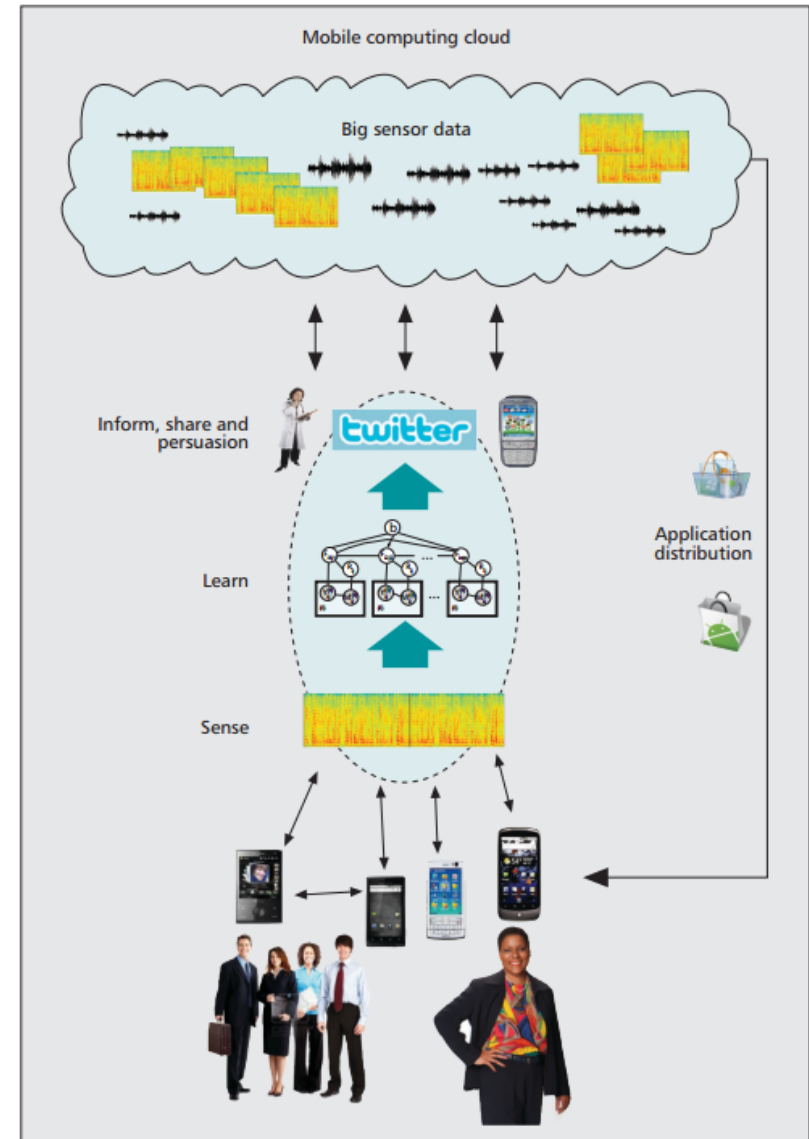 Mobile computing cloud
Big sensor data
Inform, share and
persuasion
twitter
b
Learn
...
...
Application
distribution
Sense